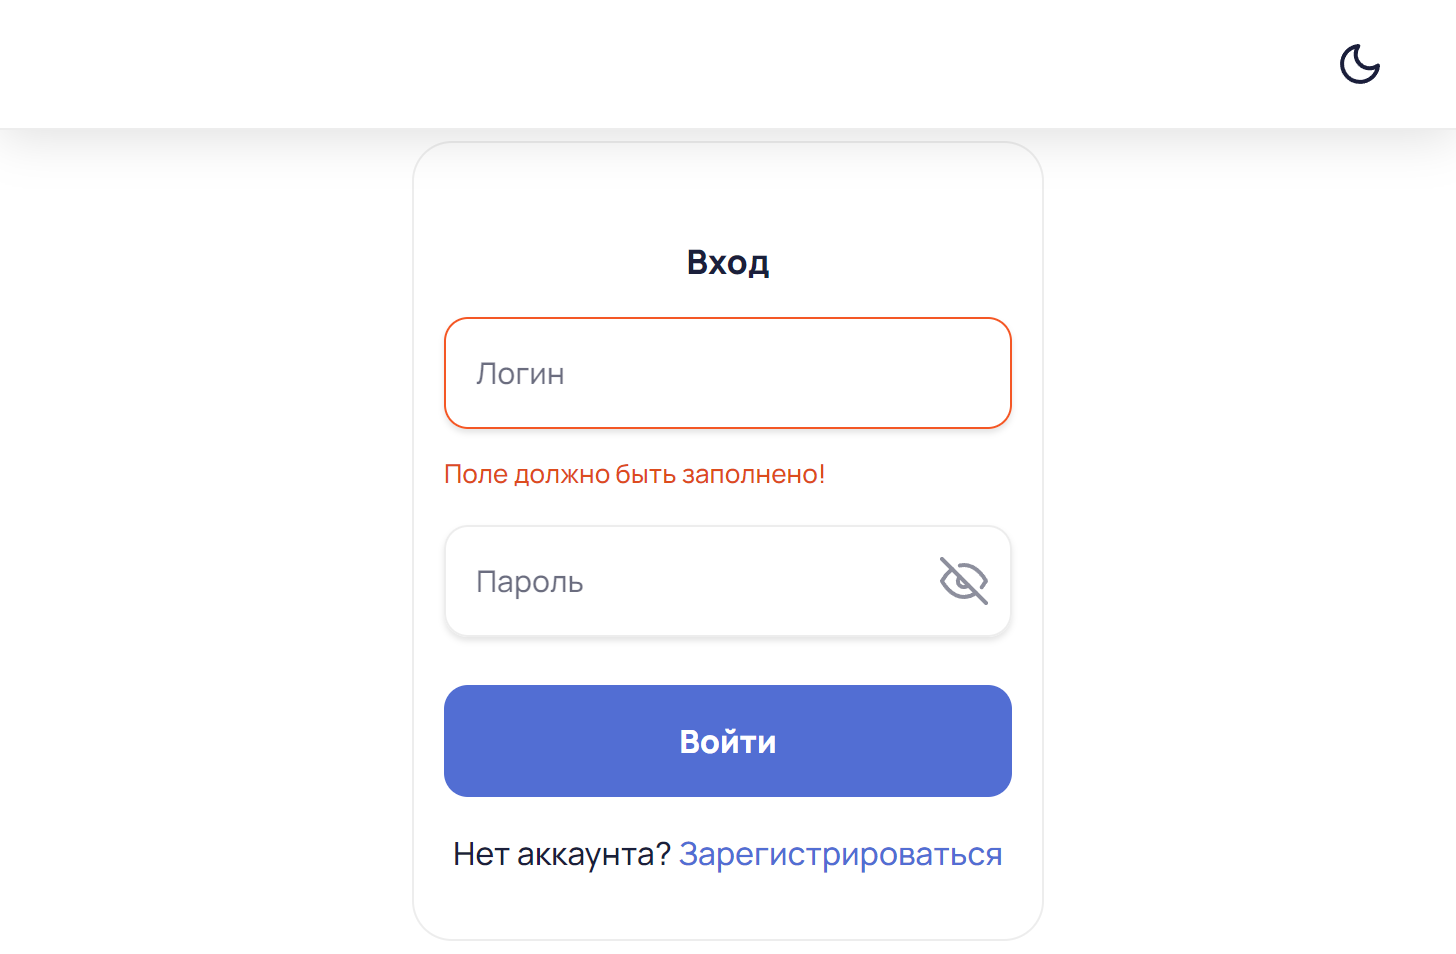 Вход
Логин
Поле должно быть заполнено!
Пароль
Войти
Нет аккаунта? Зарегистрироваться